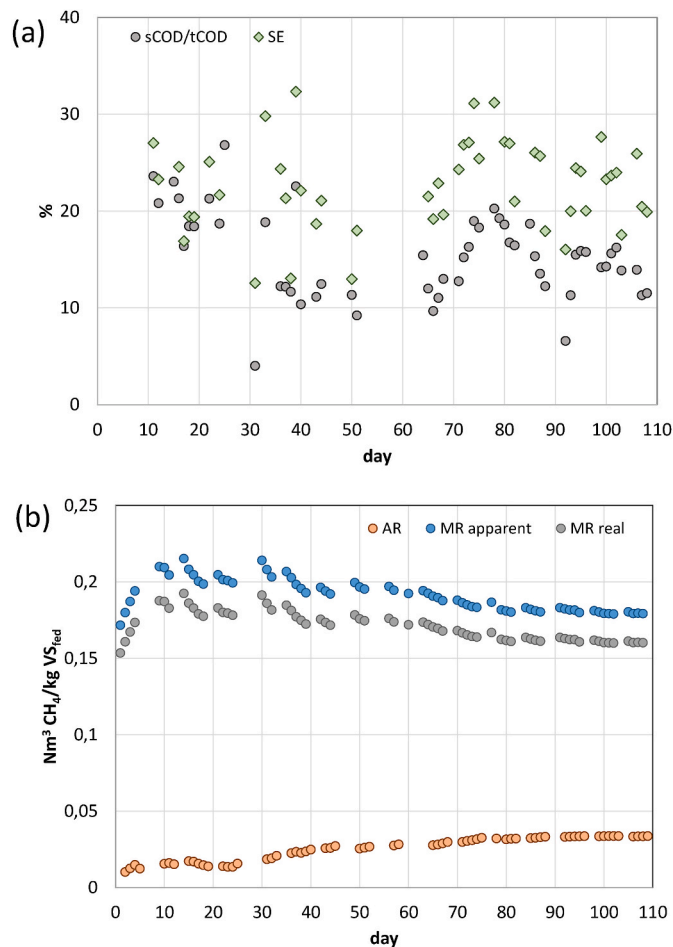 (a)
sCOD/tCOD SE
40
30
20
10
0
%
0 10 20 30 40 50 60 70 80 90 100 110
day
(b)
0,25
AR MR apparent MR real
0,2
0,15
0,1
0,05
0
Nm³ CH₄/kg VSfed
0 10 20 30 40 50 60 70 80 90 100 110
day